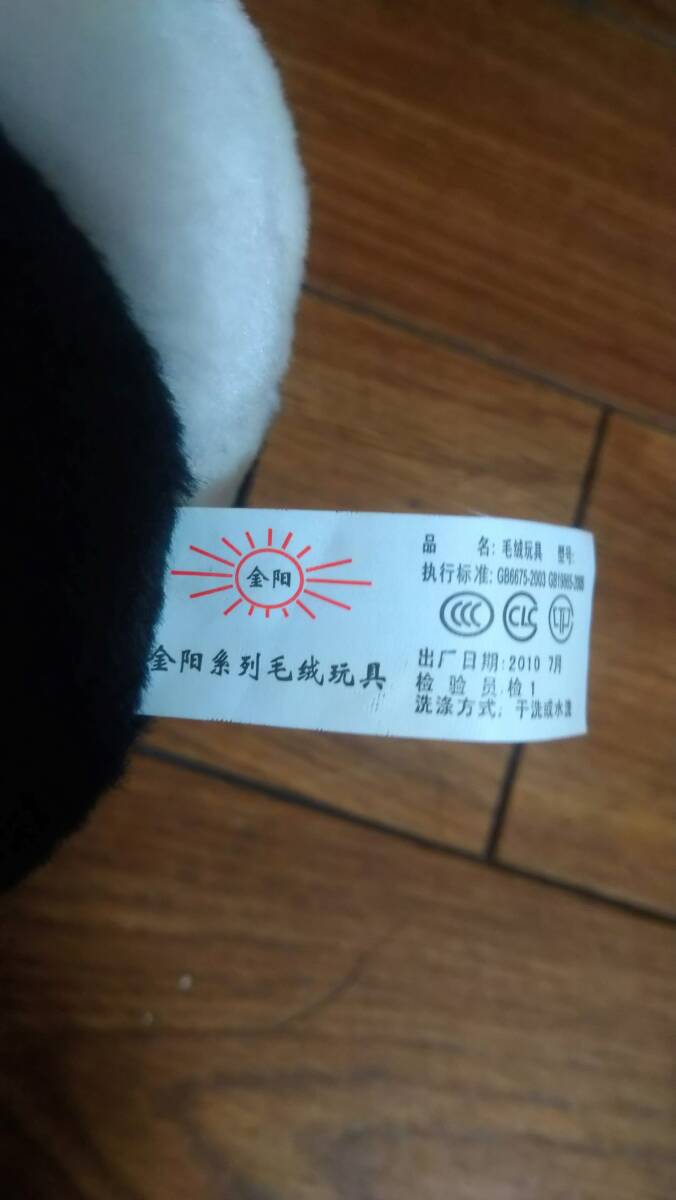 金阳
金阳系列毛绒玩具
品 名: 毛绒玩具 型号:
执行标准: GB6675-2003
CCC CLC
出厂日期: 2010 7月
检 验 员. 检1
洗涤方式: 干洗或水洗